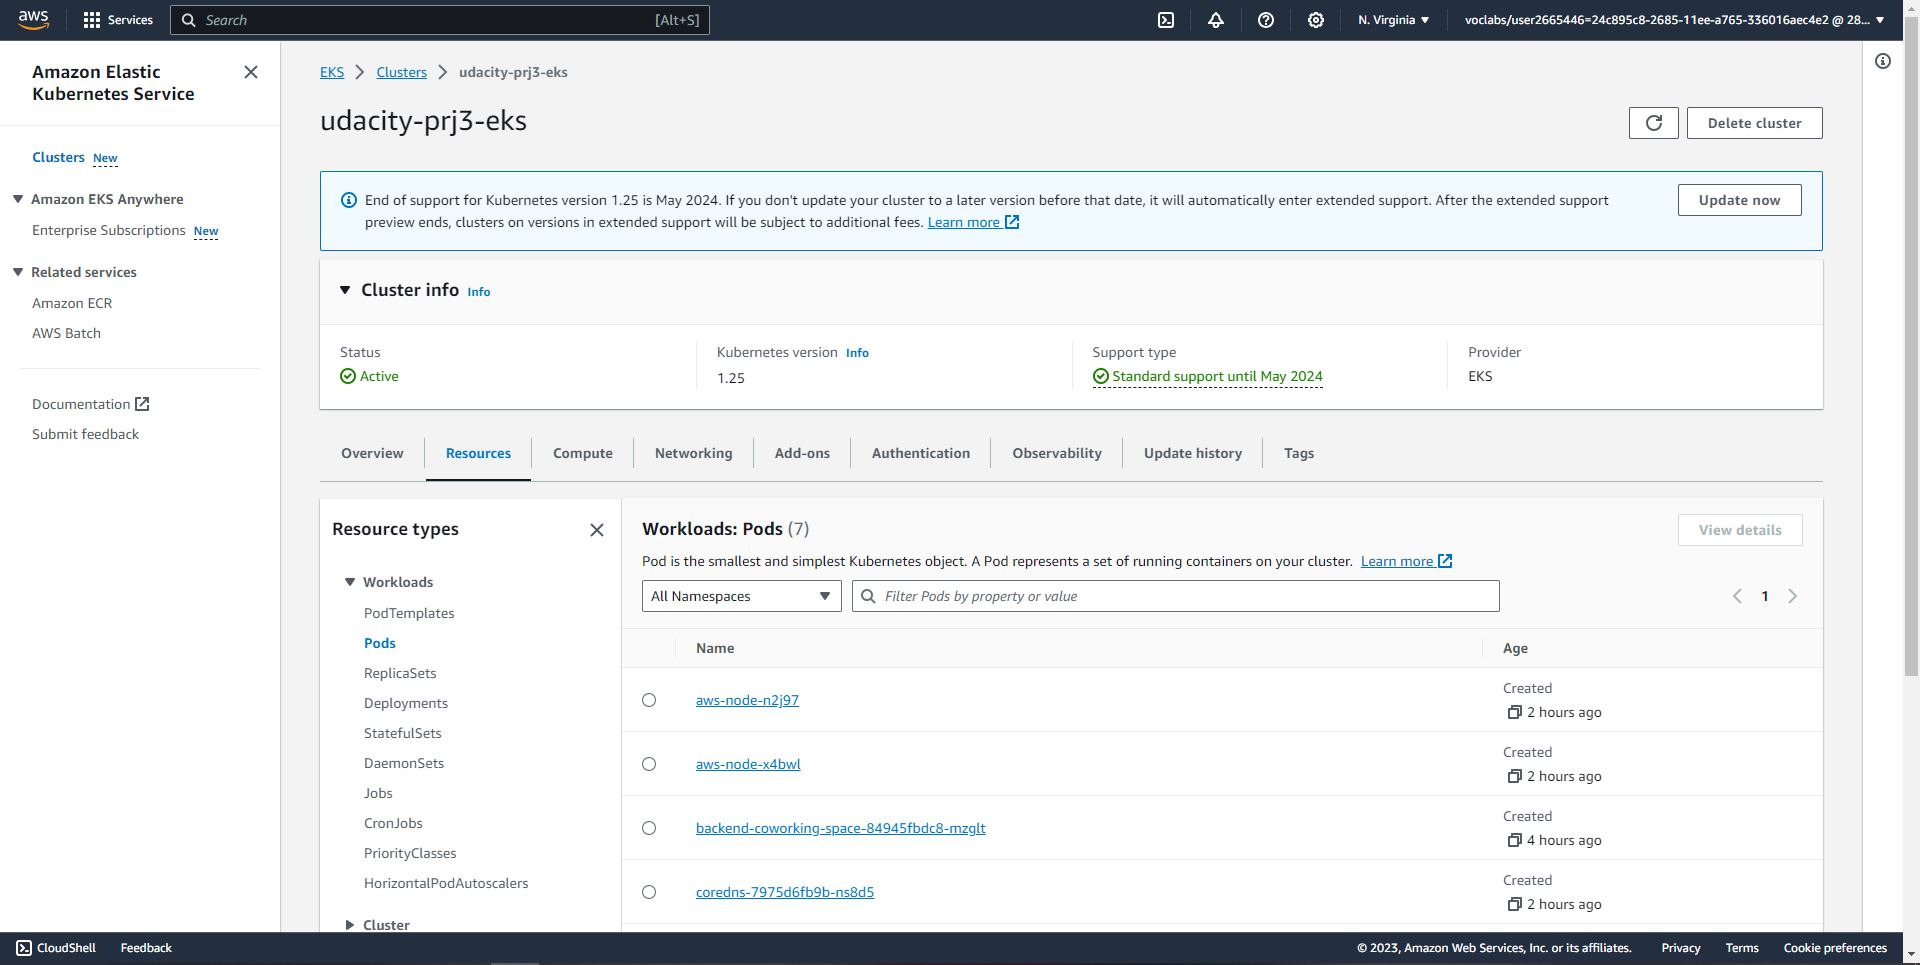 aws
Services
Search
[Alt+S]
N. Virginia
voclabs/user2665446=24c895c8-2685-11ee-a765-336016aec4e2 @ 28...
Amazon Elastic
Kubernetes Service
Clusters New
Amazon EKS Anywhere
Enterprise Subscriptions New
Related services
Amazon ECR
AWS Batch
Documentation
Submit feedback
EKS
Clusters
udacity-prj3-eks
udacity-prj3-eks
Delete cluster
End of support for Kubernetes version 1.25 is May 2024. If you don't update your cluster to a later version before that date, it will automatically enter extended support. After the extended support
preview ends, clusters on versions in extended support will be subject to additional fees. Learn more
Update now
Cluster info Info
Status
Active
Kubernetes version Info
1.25
Support type
Standard support until May 2024
Provider
EKS
Overview
Resources
Compute
Networking
Add-ons
Authentication
Observability
Update history
Tags
Resource types
Workloads
PodTemplates
Pods
ReplicaSets
Deployments
StatefulSets
DaemonSets
Jobs
CronJobs
PriorityClasses
HorizontalPodAutoscalers
Cluster
Workloads: Pods (7)
View details
Pod is the smallest and simplest Kubernetes object. A Pod represents a set of running containers on your cluster. Learn more
All Namespaces
Filter Pods by property or value
1
Name
Age
aws-node-n2j97
Created
2 hours ago
aws-node-x4bwl
Created
2 hours ago
backend-coworking-space-84945fbdc8-mzglt
Created
4 hours ago
coredns-7975d6fb9b-ns8d5
Created
2 hours ago
CloudShell
Feedback
© 2023, Amazon Web Services, Inc. or its affiliates.
Privacy
Terms
Cookie preferences